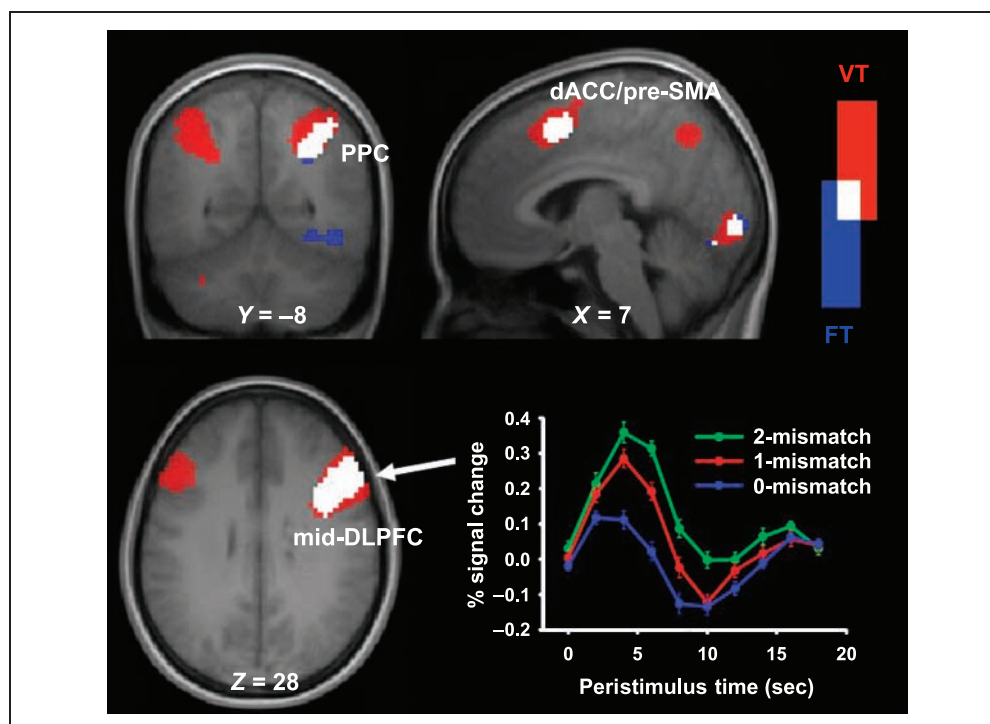 VT
dACC/pre-SMA
PPC
Y = –8
X = 7
FT
mid-DLPFC
Z = 28
% signal change
0.4
0.3
0.2
0.1
0.0
–0.1
–0.2
2-mismatch
1-mismatch
0-mismatch
0 5 10 15 20
Peristimulus time (sec)